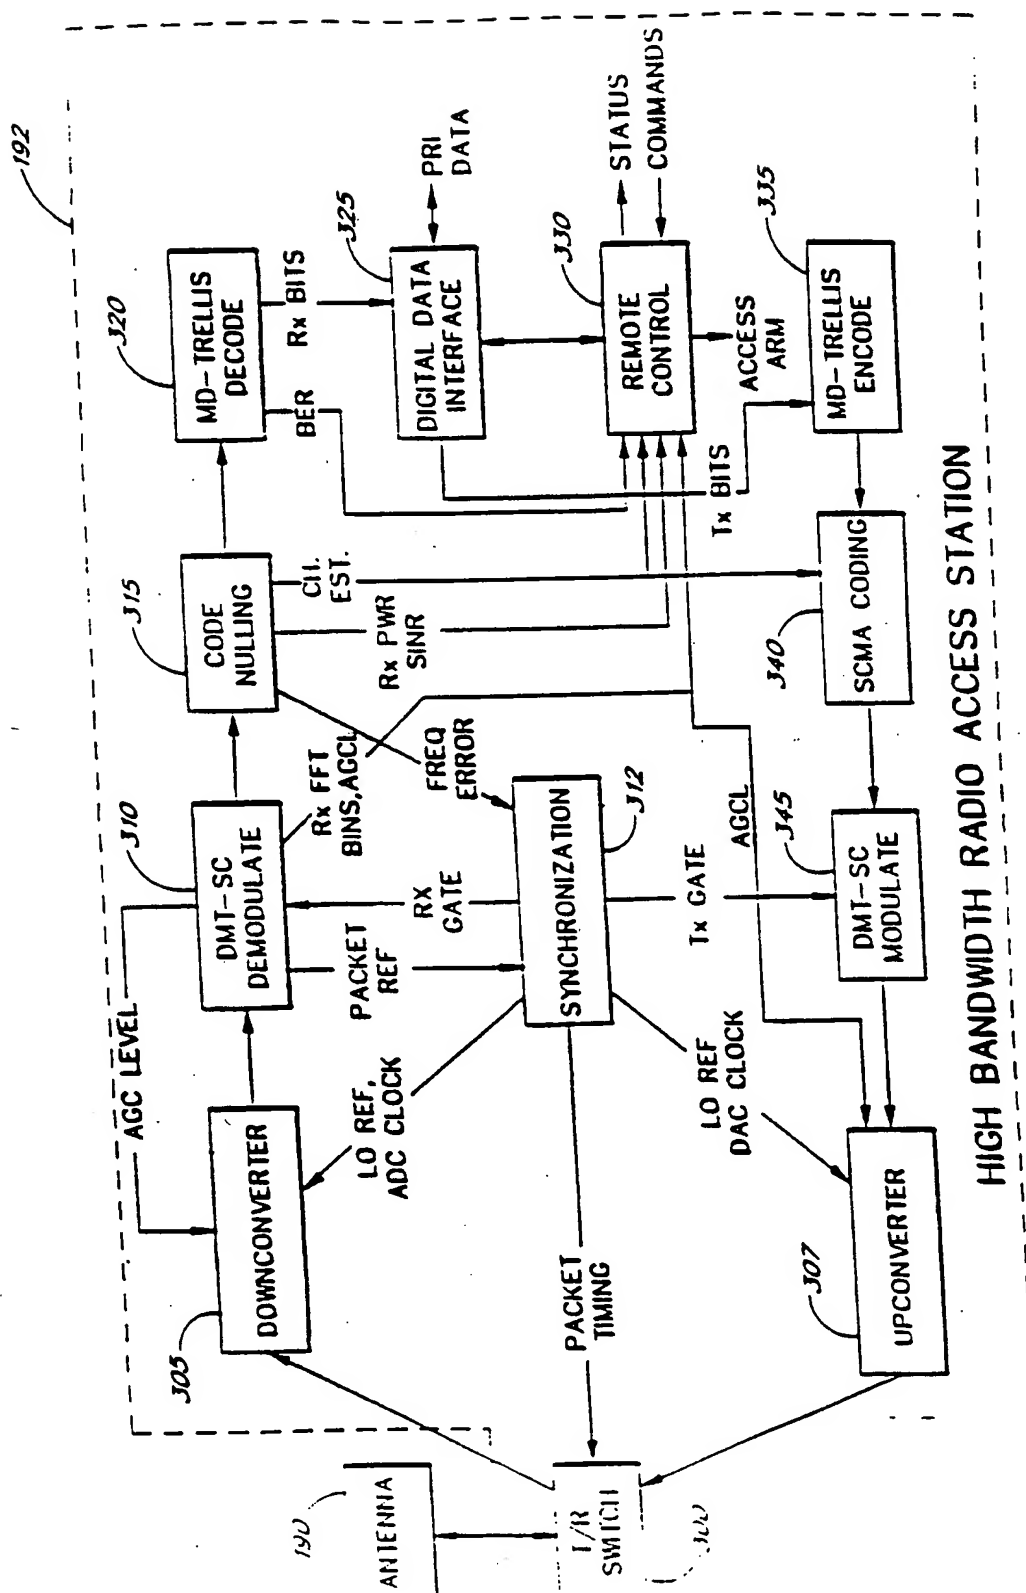 192
AGC LEVEL
305
DOWNCONVERTER
310
DMT-SC
DEMODULATE
315
CODE
NULLING
320
MD-TRELLIS
DECODE
BER
Rx BITS
325
DIGITAL DATA
INTERFACE
PRI
DATA
CH.
EST.
Rx PWR
SINR
Rx FFT
BINS,AGCL
FREQ
ERROR
RX
GATE
PACKET
REF
LO REF,
ADC CLOCK
312
SYNCHRONIZATION
330
REMOTE
CONTROL
STATUS
COMMANDS
ACCESS
ARM
Tx BITS
190
ANTENNA
T/R
SWITCH
300
PACKET
TIMING
LO REF
DAC CLOCK
Tx GATE
AGCL
335
MD-TRELLIS
ENCODE
340
SCMA CODING
345
DMT-SC
MODULATE
307
UPCONVERTER
HIGH BANDWIDTH RADIO ACCESS STATION